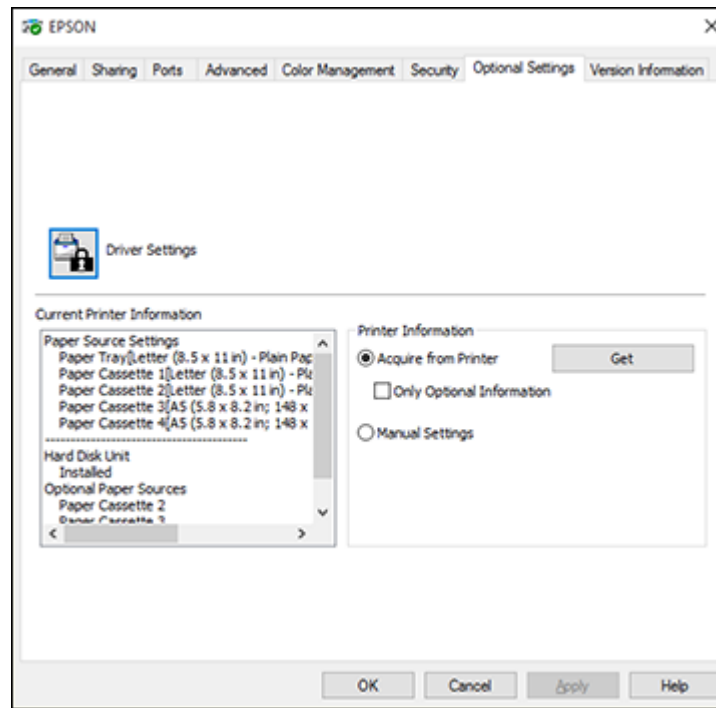 EPSON
General Sharing Ports Advanced Color Management Security Optional Settings Version Information
Driver Settings
Current Printer Information
Paper Source Settings
Paper Tray[Letter (8.5 x 11 in) - Plain Pap
Paper Cassette 1[Letter (8.5 x 11 in) - Pla
Paper Cassette 2[Letter (8.5 x 11 in) - Pla
Paper Cassette 3[A5 (5.8 x 8.2 in; 148 x
Paper Cassette 4[A5 (5.8 x 8.2 in; 148 x
Hard Disk Unit
Installed
Optional Paper Sources
Paper Cassette 2
Paper Cassette 3
Printer Information
Acquire from Printer Get
Only Optional Information
Manual Settings
OK Cancel Apply Help